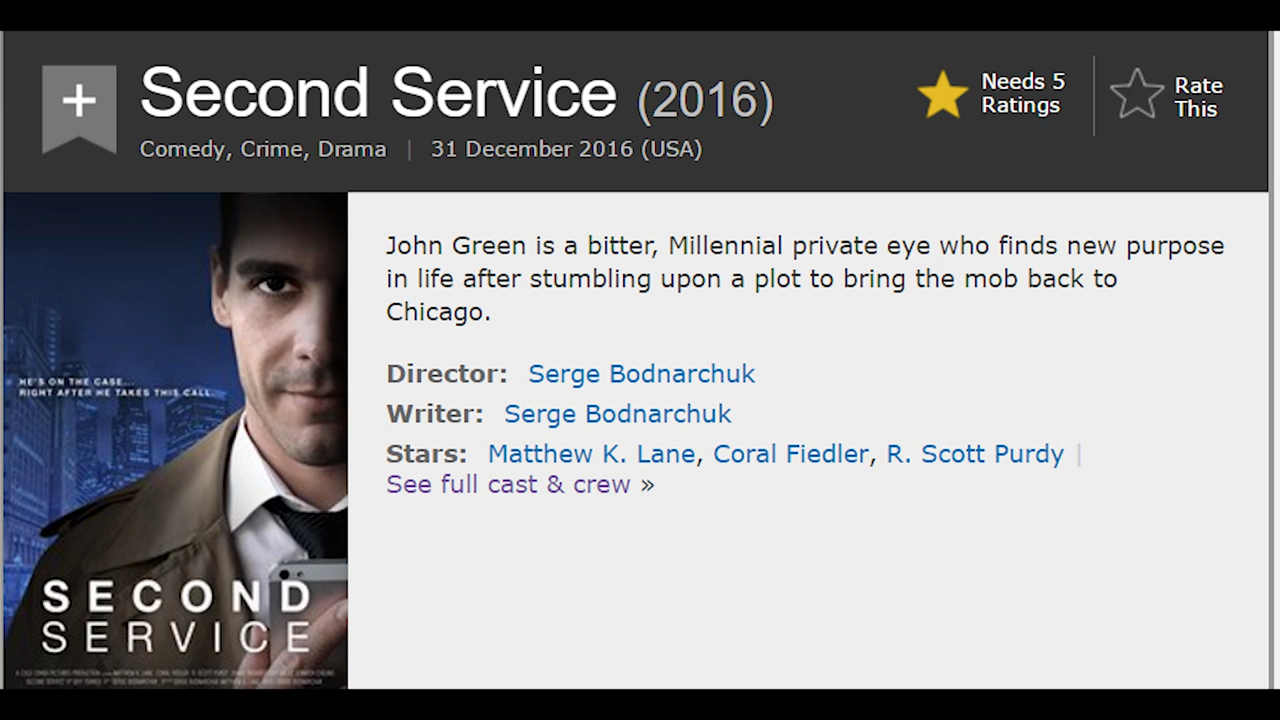 Second Service (2016)
Needs 5
Ratings
Rate
This
Comedy, Crime, Drama | 31 December 2016 (USA)
John Green is a bitter, Millennial private eye who finds new purpose
in life after stumbling upon a plot to bring the mob back to
Chicago.
Director: Serge Bodnarchuk
Writer: Serge Bodnarchuk
Stars: Matthew K. Lane, Coral Fiedler, R. Scott Purdy |
See full cast & crew »
HE'S ON THE CASE...
RIGHT AFTER HE TAKES THIS CALL.
SECOND
SERVICE